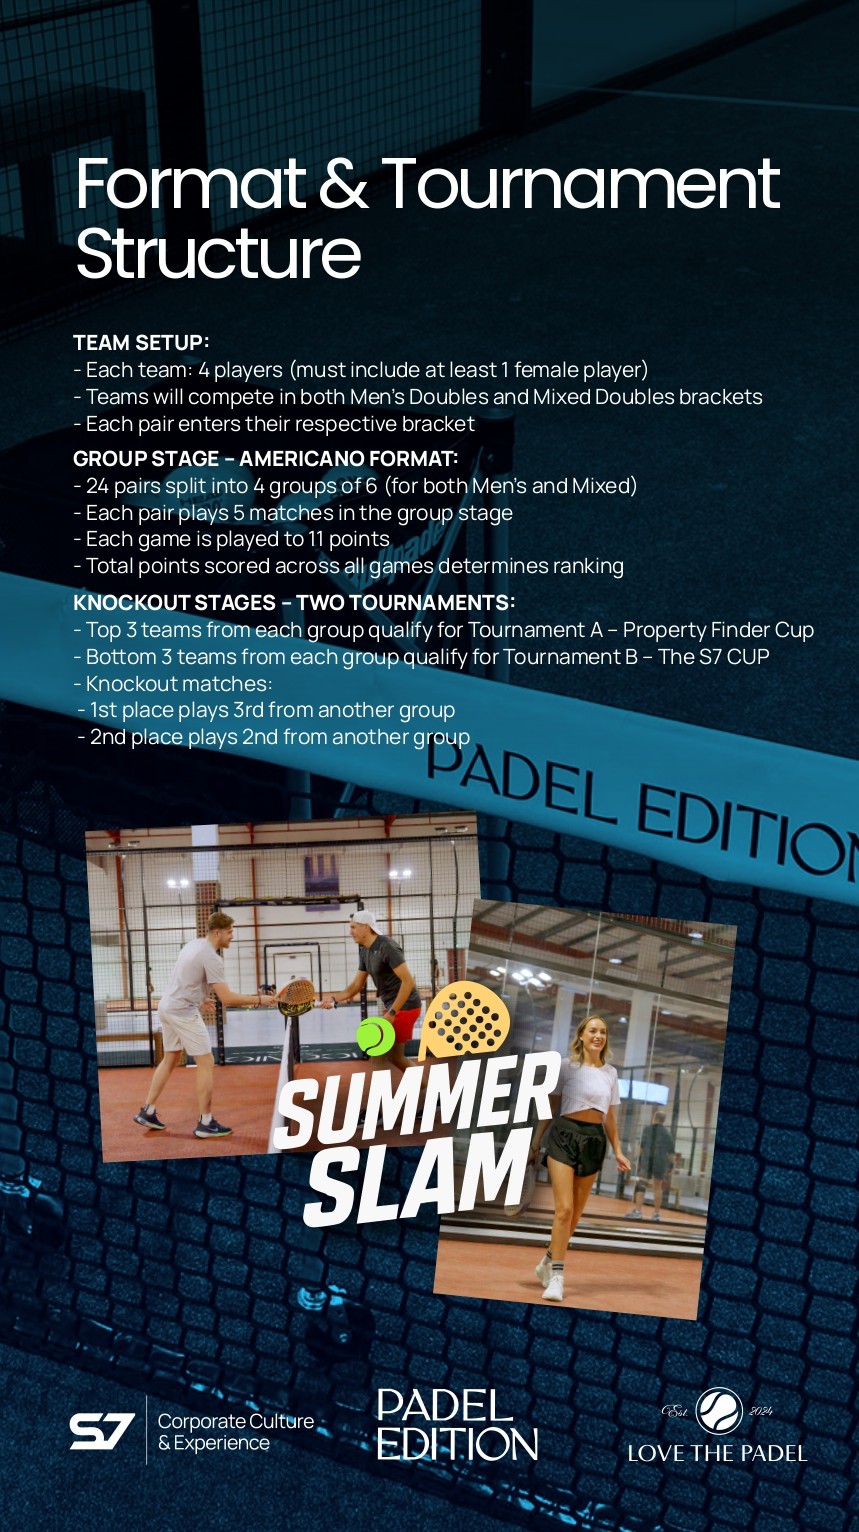 Format & Tournament
Structure
TEAM SETUP:
- Each team: 4 players (must include at least 1 female player)
- Teams will compete in both Men's Doubles and Mixed Doubles brackets
- Each pair enters their respective bracket
GROUP STAGE – AMERICANO FORMAT:
- 24 pairs split into 4 groups of 6 (for both Men's and Mixed)
- Each pair plays 5 matches in the group stage
- Each game is played to 11 points
- Total points scored across all games determines ranking
KNOCKOUT STAGES – TWO TOURNAMENTS:
- Top 3 teams from each group qualify for Tournament A – Property Finder Cup
- Bottom 3 teams from each group qualify for Tournament B – The S7 CUP
- Knockout matches:
- 1st place plays 3rd from another group
- 2nd place plays 2nd from another group
PADEL EDITION
SUMMER
SLAM
S7
Corporate Culture
& Experience
PADEL
EDITION
Est. 2024
LOVE THE PADEL